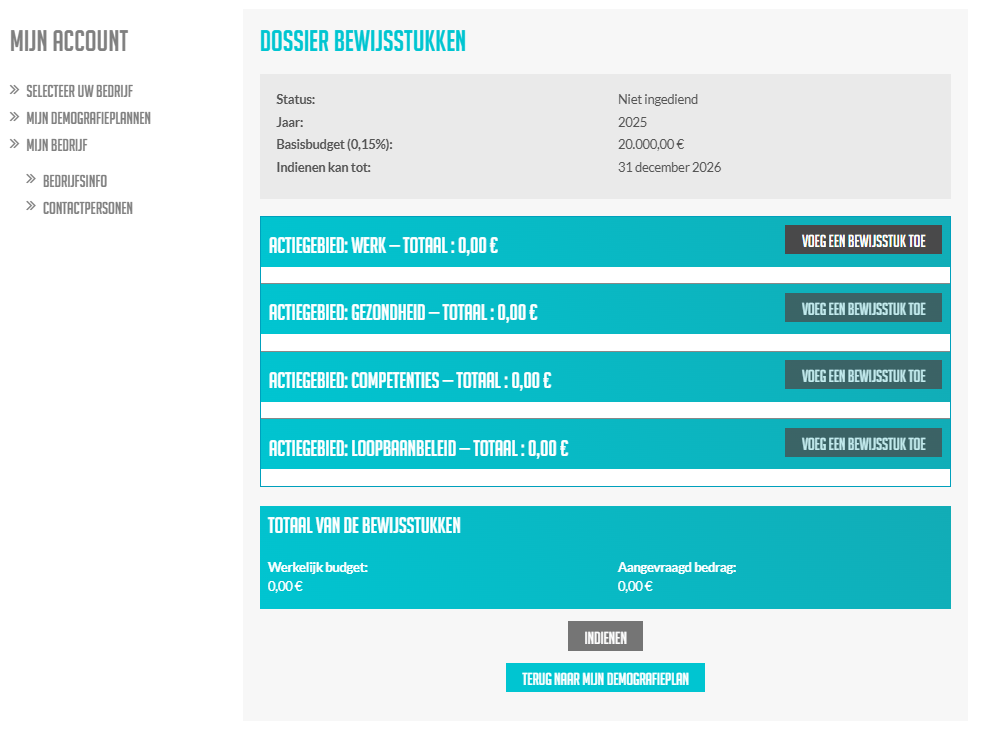 MIJN ACCOUNT
SELECTEER UW BEDRIJF
MIJN DEMOGRAFIEPLANNEN
MIJN BEDRIJF
BEDRIJFSINFO
CONTACTPERSONEN
DOSSIER BEWIJSSTUKKEN
Status: Niet ingediend
Jaar: 2025
Basisbudget (0,15%): 20.000,00 €
Indienen kan tot: 31 december 2026
ACTIEGEBIED: WERK – TOTAAL : 0,00 € VOEG EEN BEWIJSSTUK TOE
ACTIEGEBIED: GEZONDHEID – TOTAAL : 0,00 € VOEG EEN BEWIJSSTUK TOE
ACTIEGEBIED: COMPETENTIES – TOTAAL : 0,00 € VOEG EEN BEWIJSSTUK TOE
ACTIEGEBIED: LOOPBAANBELEID – TOTAAL : 0,00 € VOEG EEN BEWIJSSTUK TOE
TOTAAL VAN DE BEWIJSSTUKKEN
Werkelijk budget: Aangevraagd bedrag:
0,00 € 0,00 €
INDIENEN
TERUG NAAR MIJN DEMOGRAFIEPLAN